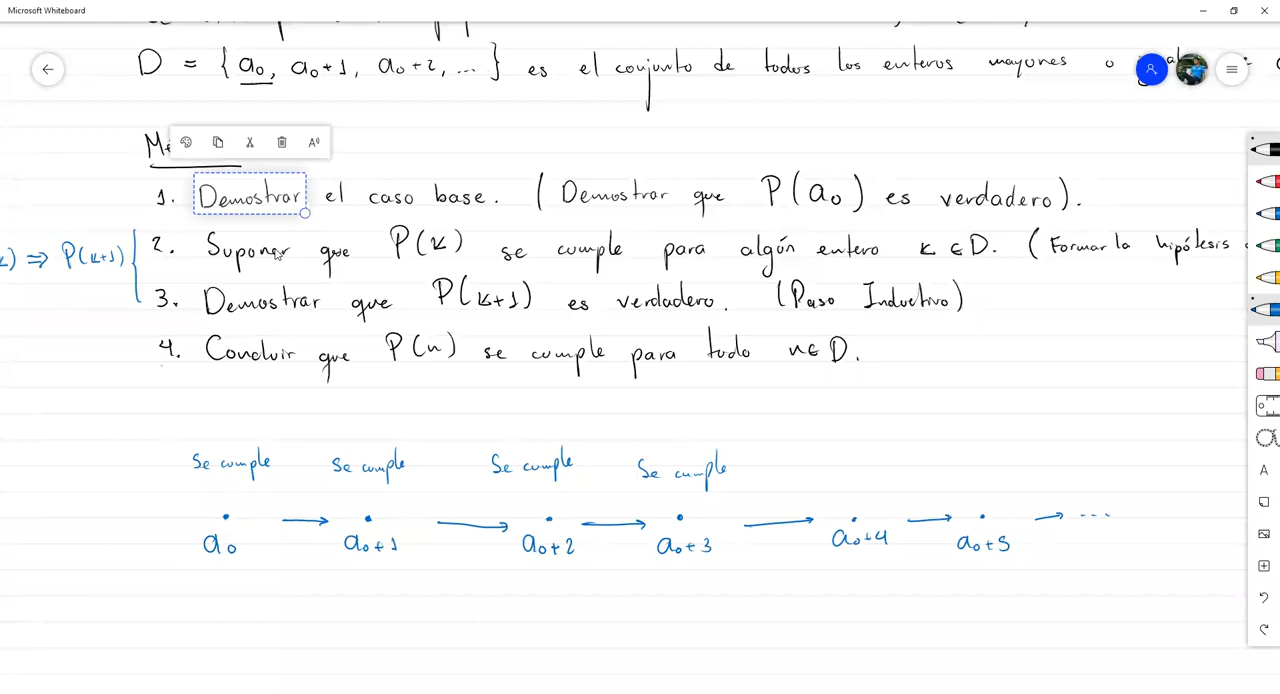 Microsoft Whiteboard
D = { a₀, a₀+1, a₀+2, ... } es el conjunto de todos los enteros mayores o
1. Demostrar el caso base. ( Demostrar que P(a₀) es verdadero ).
2. Suponer que P(k) se cumple para algún entero k ∈ D. ( Formar la hipótesis
) ⇒ P(k+1)
3. Demostrar que P(k+1) es verdadero. (Paso Inductivo)
4. Concluir que P(n) se cumple para todo n ∈ D.
Se cumple Se cumple Se cumple Se cumple
a₀ → a₀+1 → a₀+2 → a₀+3 → a₀+4 → a₀+5 → ...